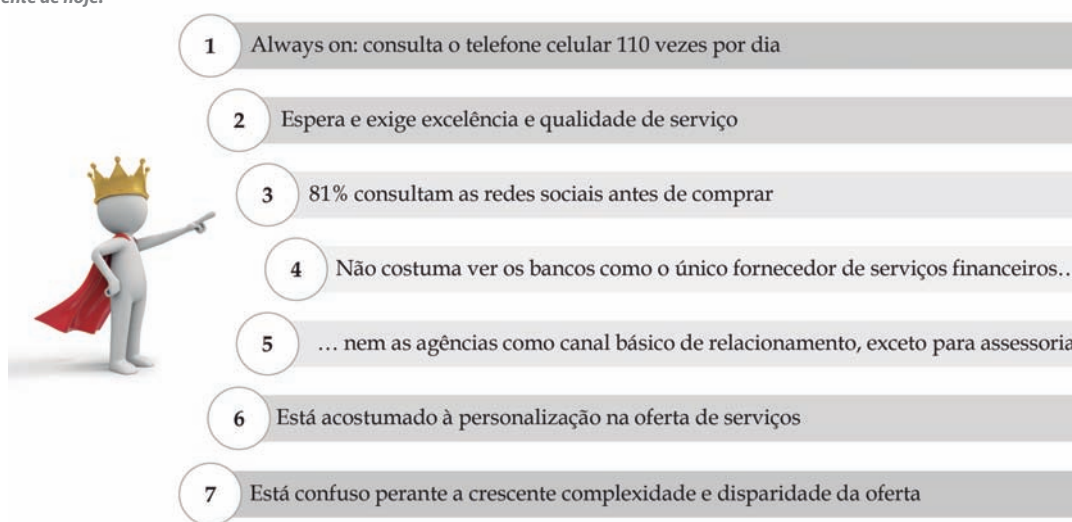 de hoje.
1 Always on: consulta o telefone celular 110 vezes por dia
2 Espera e exige excelência e qualidade de serviço
3 81% consultam as redes sociais antes de comprar
4 Não costuma ver os bancos como o único fornecedor de serviços financeiros…
5 … nem as agências como canal básico de relacionamento, exceto para assessoria
6 Está acostumado à personalização na oferta de serviços
7 Está confuso perante a crescente complexidade e disparidade da oferta